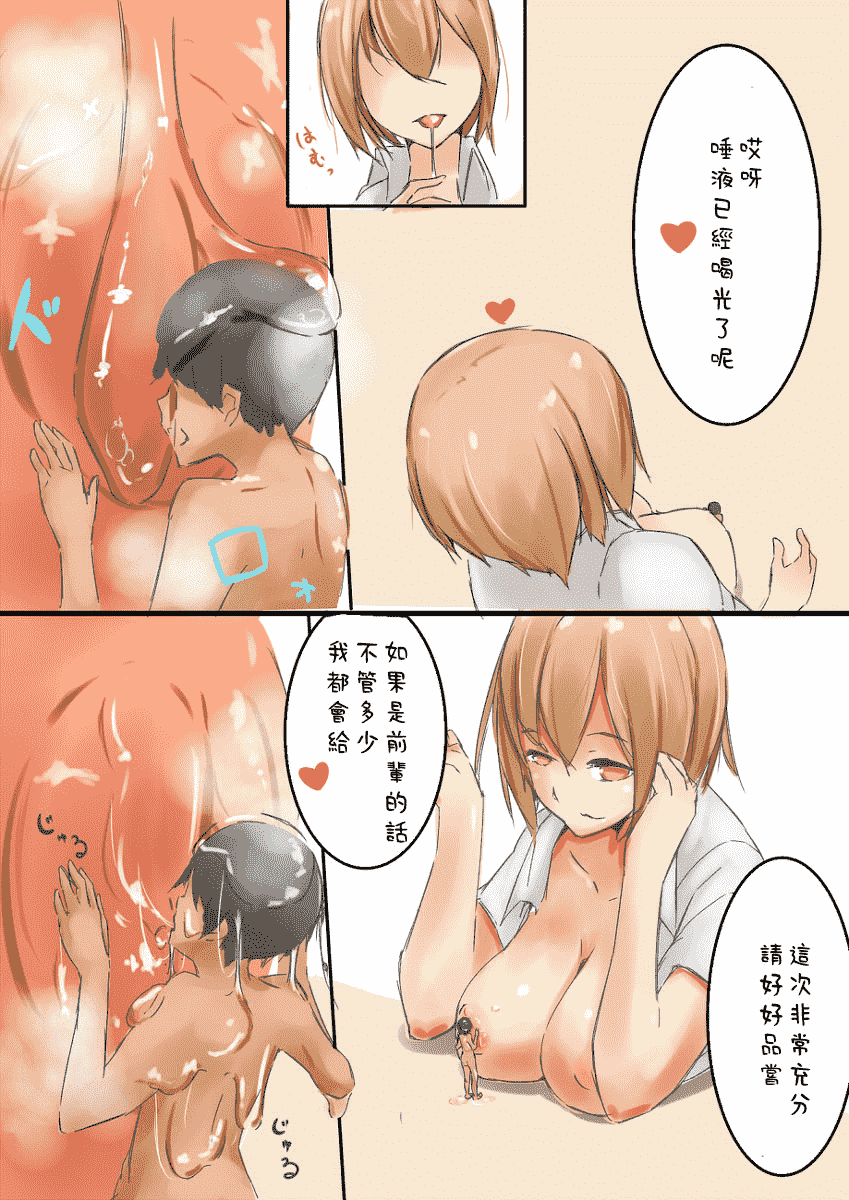 哎呀
唾液已經喝光了呢
はむっ
ド
如果是前輩的話
不管多少
我都會給
這次非常充分
請好好品嘗
じゅる
じゅる